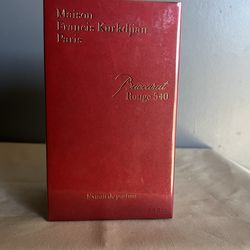 Maison
Francis Kurkdjian
Paris
Baccarat
Rouge 540
Extrait de parfum